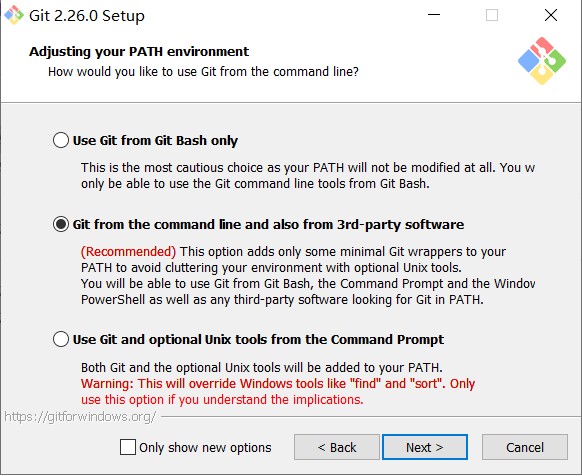 Git 2.26.0 Setup
Adjusting your PATH environment
How would you like to use Git from the command line?
Use Git from Git Bash only
This is the most cautious choice as your PATH will not be modified at all. You w
only be able to use the Git command line tools from Git Bash.
Git from the command line and also from 3rd-party software
(Recommended) This option adds only some minimal Git wrappers to your
PATH to avoid cluttering your environment with optional Unix tools.
You will be able to use Git from Git Bash, the Command Prompt and the Window
PowerShell as well as any third-party software looking for Git in PATH.
Use Git and optional Unix tools from the Command Prompt
Both Git and the optional Unix tools will be added to your PATH.
Warning: This will override Windows tools like "find" and "sort". Only
use this option if you understand the implications.
https://gitforwindows.org/
Only show new options
< Back
Next >
Cancel